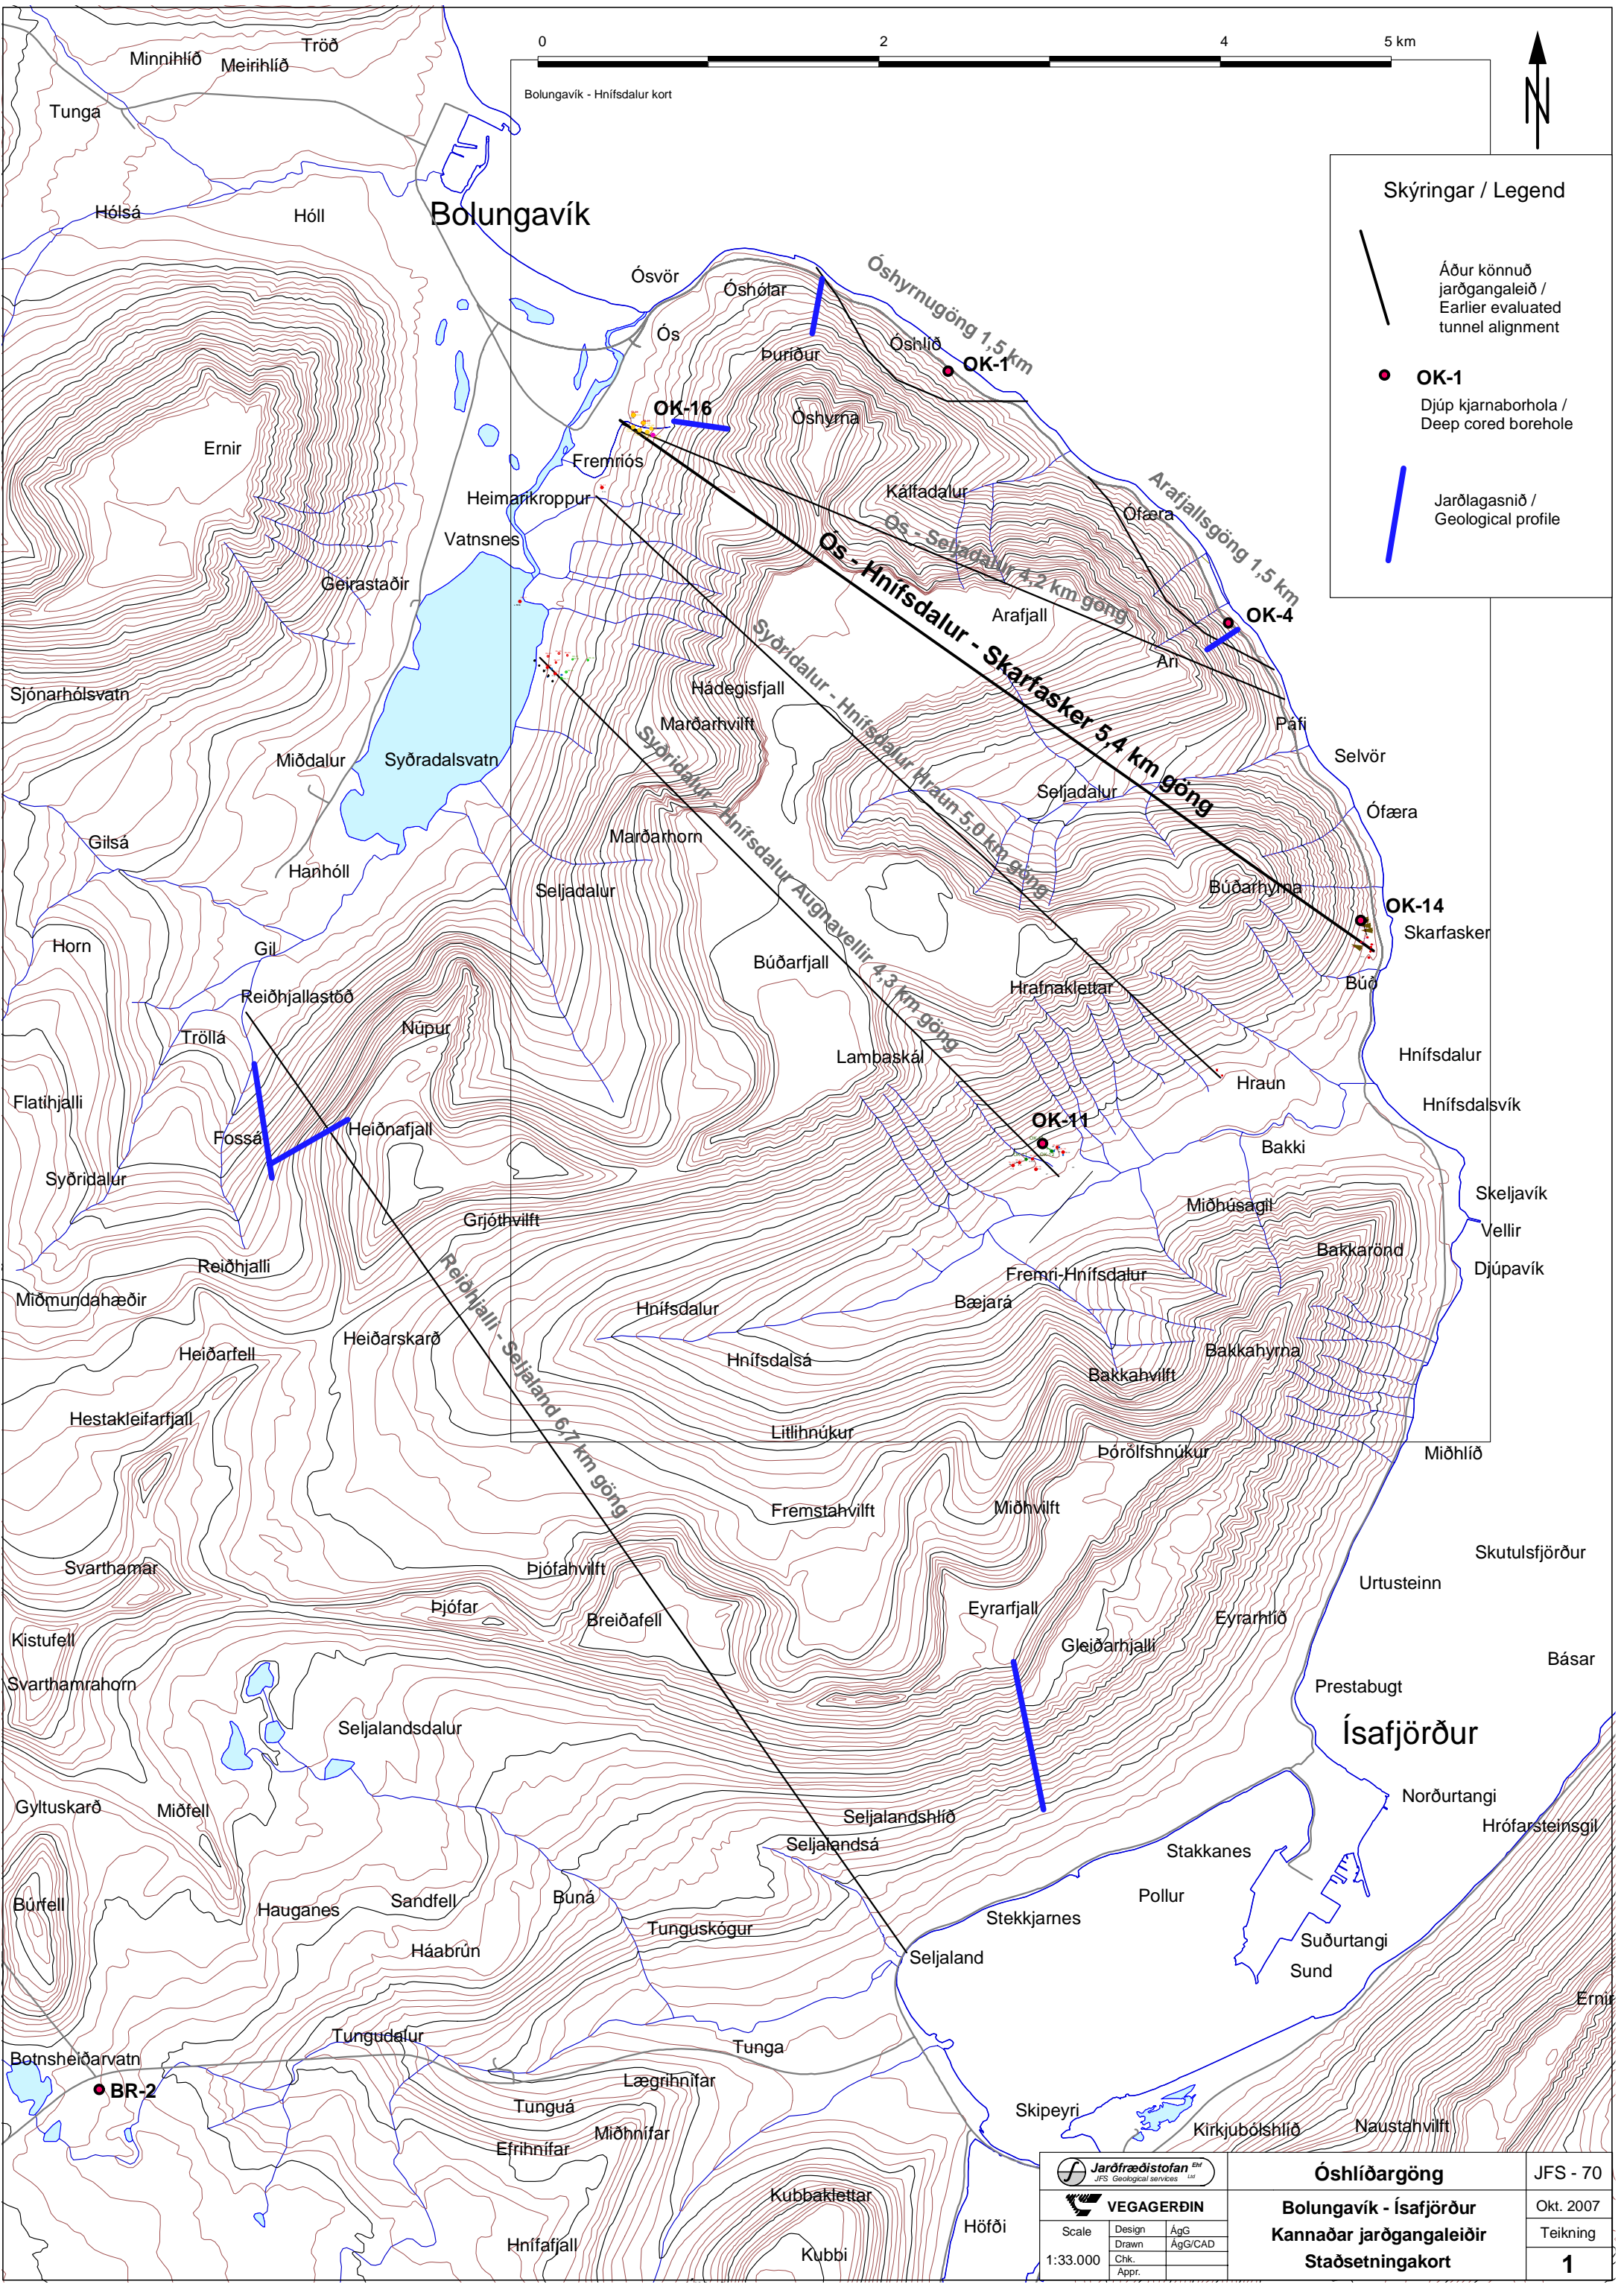 0
2
4
5 km
Bolungavík - Hnífsdalur kort
N
Tröð
Minnihlíð
Meirihlíð
Tunga
Hólsá
Hóll
Bolungavík
Skýringar / Legend
Áður könnuð
jarðgangaleið /
Earlier evaluated
tunnel alignment
OK-1
Djúp kjarnaborhola /
Deep cored borehole
Jarðlagasnið /
Geological profile
Ósvör
Óshólar
Óshyrnugöng 1,5 km
Ós
Þuríður
Óshlíð
OK-1
OK-16
Óshyrna
Ernir
Fremriós
Heimarikroppur
Kálfadalur
Ófæra
Arafjallsgöng 1,5 km
Vatnsnes
Ós - Seljadalur 4,2 km göng
Ós - Hnífsdalur - Skarfasker 5,4 km göng
Geirastaðir
Arafjall
OK-4
Ari
Syðridalur - Hnífsdalur Hraun 5,0 km göng
Sjónarhólsvatn
Hádegisfjall
Marðarhvilft
Páfi
Syðridalur - Hnífsdalur Augnavellir 4,3 km göng
Miðdalur
Syðradalsvatn
Selvör
Seljadalur
Ófæra
Gilsá
Marðarhorn
Hanhóll
Seljadalur
Búðarhyrna
OK-14
Skarfasker
Horn
Gil
Búðarfjall
Búð
Reiðhjallastöð
Hrafnaklettar
Tröllá
Núpur
Lambaskál
Hnífsdalur
Hraun
Flatihjalli
Hnífsdalsvík
OK-11
Fossá
Heiðnafjall
Bakki
Syðridalur
Skeljavík
Miðhúsagil
Grjóthvilft
Vellir
Bakkarönd
Reiðhjalli
Djúpavík
Fremri-Hnífsdalur
Miðmundahæðir
Bæjará
Hnífsdalur
Reiðhjalli - Seljaland 6,7 km göng
Heiðarskarð
Heiðarfell
Hnífsdalsá
Bakkahyrna
Bakkahvilft
Hestakleifarfjall
Litlihnúkur
Þórólfshnúkur
Miðhlíð
Fremstahvilft
Miðhvilft
Skutulsfjörður
Svarthamar
Þjófahvilft
Urtusteinn
Þjófar
Eyrarfjall
Breiðafell
Eyrarhlíð
Kistufell
Gleiðarhjalli
Básar
Svarthamrahorn
Prestabugt
Seljalandsdalur
Ísafjörður
Norðurtangi
Gyltuskarð
Miðfell
Seljalandshlíð
Hrófarsteinsgil
Seljalandsá
Stakkanes
Búrfell
Sandfell
Buná
Pollur
Hauganes
Stekkjarnes
Tunguskógur
Suðurtangi
Háabrún
Seljaland
Sund
Ernir
Tungudalur
Tunga
Botnsheiðarvatn
BR-2
Lægrihnífar
Tunguá
Skipeyri
Miðhnífar
Kirkjubólshlíð
Naustahvilft
Efrihnífar
Kubbaklettar
Höfði
Hnífafjall
Kubbi
Jarðfræðistofan Ehf
JFS Geological services Ltd
VEGAGERÐIN
Scale
1:33.000
Design ÁgG
Drawn ÁgG/CAD
Chk.
Appr.
Óshlíðargöng
Bolungavík - Ísafjörður
Kannaðar jarðgangaleiðir
Staðsetningakort
JFS - 70
Okt. 2007
Teikning
1